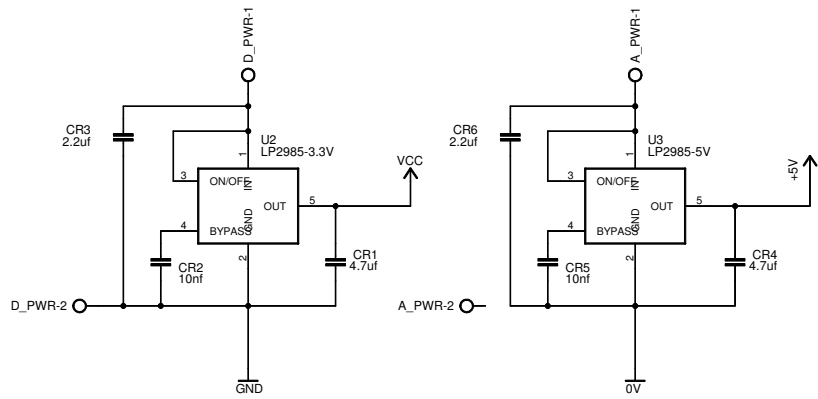 D_PWR-1
CR3
2.2uf
U2
LP2985-3.3V
1
3
ON/OFF
IN
OUT
5
VCC
4
BYPASS
GND
2
CR2
10nf
CR1
4.7uf
D_PWR-2
GND
A_PWR-1
CR6
2.2uf
U3
LP2985-5V
1
3
ON/OFF
IN
OUT
5
+5V
4
BYPASS
GND
2
CR5
10nf
CR4
4.7uf
A_PWR-2
0V